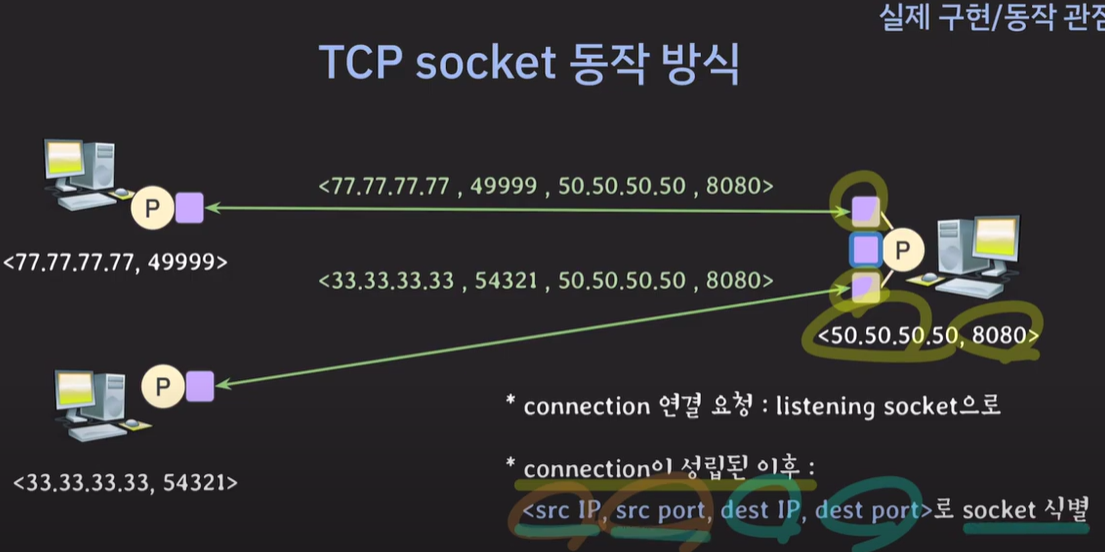 실제 구현/동작 관점
TCP socket 동작 방식
<77.77.77.77 , 49999 , 50.50.50.50 , 8080>
P
P
<77.77.77.77, 49999>
<33.33.33.33 , 54321 , 50.50.50.50 , 8080>
<50.50.50.50, 8080>
P
* connection 연결 요청 : listening socket으로
* connection이 성립된 이후 :
<33.33.33.33, 54321>
<src IP, src port, dest IP, dest port>로 socket 식별